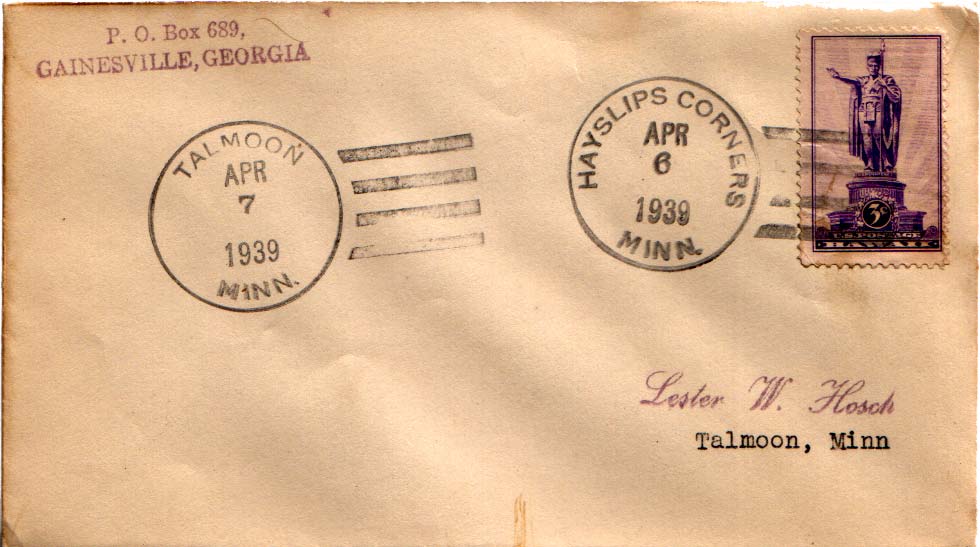 P. O. Box 689,
GAINESVILLE, GEORGIA
TALMOON
APR
7
1939
MINN.
HAYSLIPS CORNERS
APR
6
1939
MINN.
3¢
U.S. POSTAGE
HAWAII
Lester W. Hosch
Talmoon, Minn